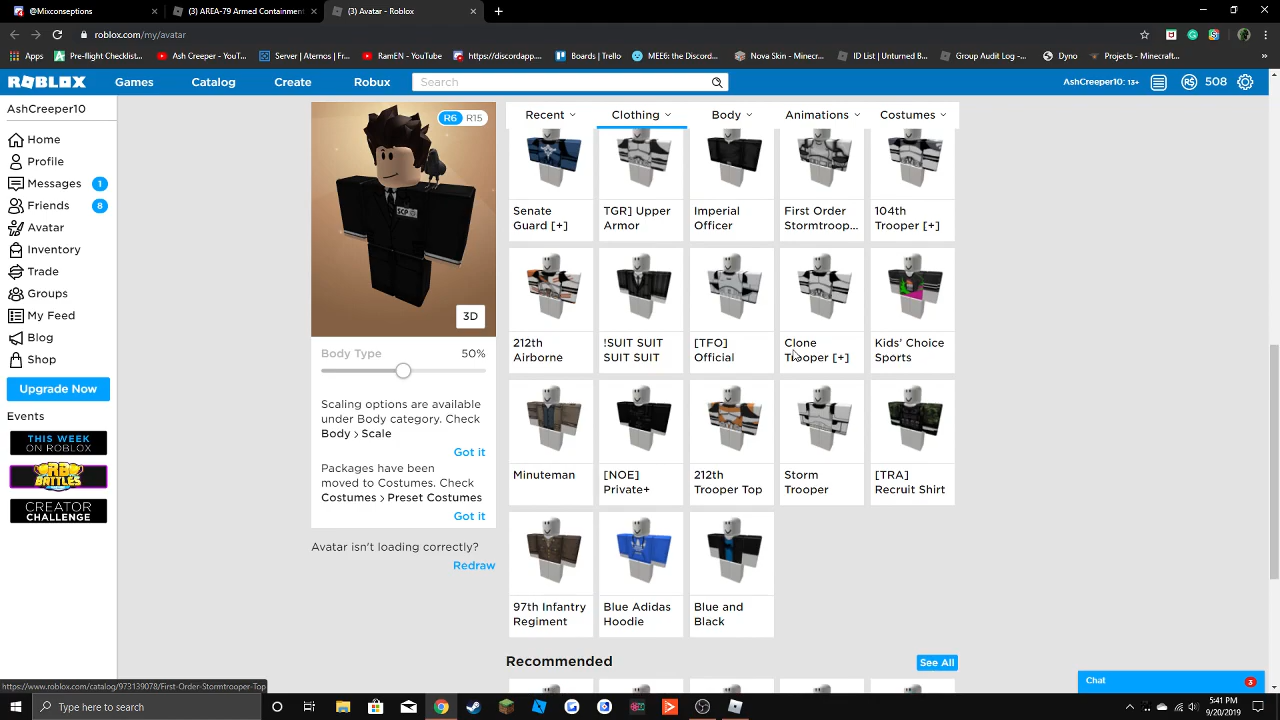 @Mixconceptions
(3) AREA-79 Armed Containment
(3) Avatar - Roblox
roblox.com/my/avatar
Apps
Pre-flight Checklist
Ash Creeper - YouT...
Server | Aternos | Fr...
RamEN - YouTube
https://discordapp....
Boards | Trello
MEE6: the Discord...
Nova Skin - Minecr...
ID List | Unturned B...
Group Audit Log -...
Dyno
Projects - Miramar...
ROBLOX
Games
Catalog
Create
Robux
Search
AshCreeper10: 13+
508
AshCreeper10
Home
Profile
Messages 1
Friends 8
Avatar
Inventory
Trade
Groups
My Feed
Blog
Shop
Upgrade Now
Events
THIS WEEK
ON ROBLOX
RB
BATTLES
CREATOR
CHALLENGE
R6 R15
SCP
3D
Body Type 50%
Scaling options are available
under Body category. Check
Body > Scale
Got it
Packages have been
moved to Costumes. Check
Costumes > Preset Costumes
Got it
Avatar isn't loading correctly?
Redraw
Recent
Clothing
Body
Animations
Costumes
Senate
Guard [+]
TGR] Upper
Armor
Imperial
Officer
First Order
Stormtroop...
104th
Trooper [+]
212th
Airborne
!SUIT SUIT
SUIT SUIT
[TFO]
Official
Clone
Trooper [+]
Kids' Choice
Sports
Minuteman
[NOE]
Private+
212th
Trooper Top
Storm
Trooper
[TRA]
Recruit Shirt
97th Infantry
Regiment
Blue Adidas
Hoodie
Blue and
Black
Recommended
See All
Chat
3
https://www.roblox.com/catalog/973139078/First-Order-Stormtrooper-Top
Type here to search
5:41 PM
9/20/2019